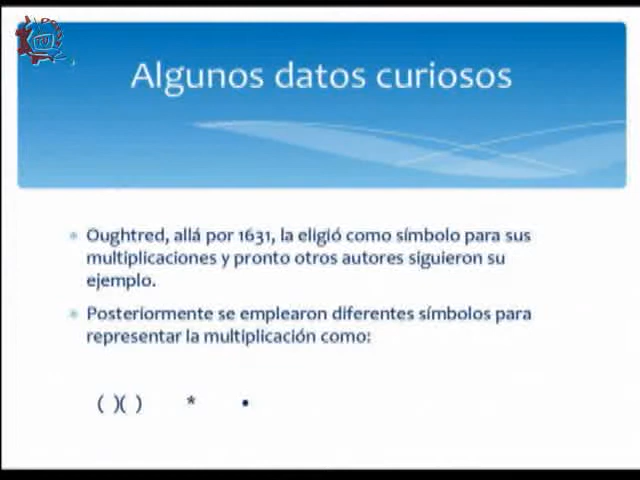 Algunos datos curiosos
Oughtred, allá por 1631, la eligió como símbolo para sus
multiplicaciones y pronto otros autores siguieron su
ejemplo.
Posteriormente se emplearon diferentes símbolos para
representar la multiplicación como:
( )( ) * •